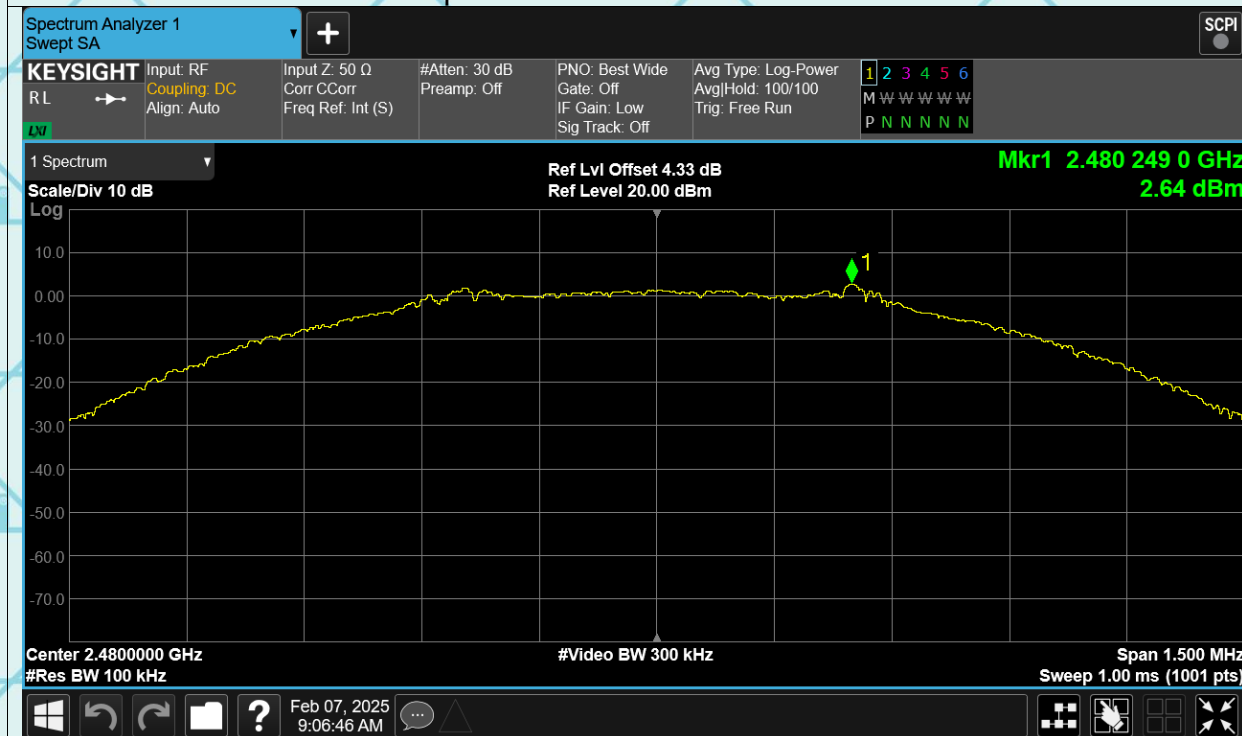 Spectrum Analyzer 1
Swept SA
+
SCPI
KEYSIGHT
R L
LXI
Input: RF
Coupling: DC
Align: Auto
Input Z: 50 Ω
Corr CCorr
Freq Ref: Int (S)
#Atten: 30 dB
Preamp: Off
PNO: Best Wide
Gate: Off
IF Gain: Low
Sig Track: Off
Avg Type: Log-Power
Avg|Hold: 100/100
Trig: Free Run
1 2 3 4 5 6
M W W W W W
P N N N N N
1 Spectrum
Scale/Div 10 dB
Log
Ref Lvl Offset 4.33 dB
Ref Level 20.00 dBm
Mkr1 2.480 249 0 GHz
2.64 dBm
1
10.0
0.00
-10.0
-20.0
-30.0
-40.0
-50.0
-60.0
-70.0
Center 2.4800000 GHz
#Res BW 100 kHz
#Video BW 300 kHz
Span 1.500 MHz
Sweep 1.00 ms (1001 pts)
?
Feb 07, 2025
9:06:46 AM